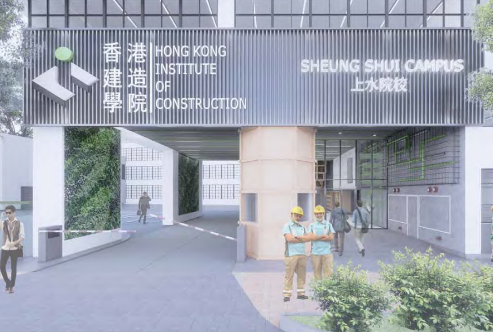 香港
建造
學院
HONG KONG
INSTITUTE
OF
CONSTRUCTION
SHEUNG SHUI CAMPUS
上水院校